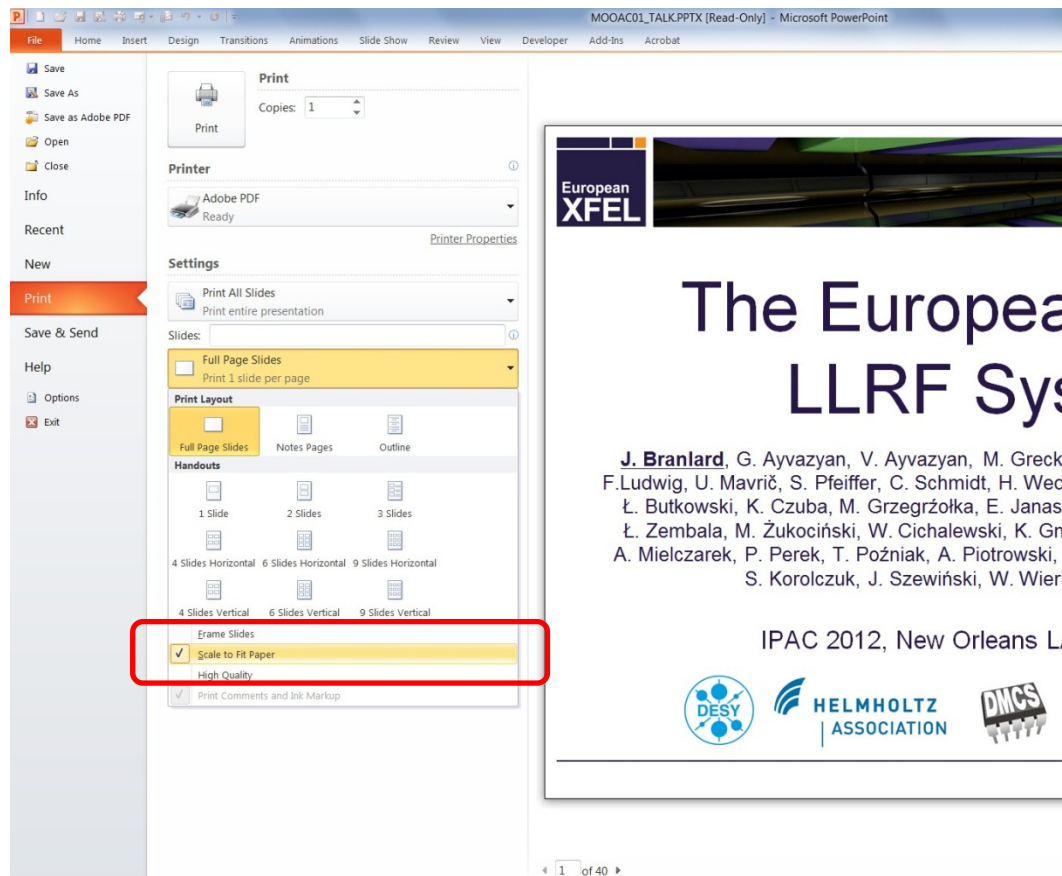 MOOAC01_TALK.PPTX [Read-Only] - Microsoft PowerPoint
File Home Insert Design Transitions Animations Slide Show Review View Developer Add-Ins Acrobat
Save
Save As
Save as Adobe PDF
Open
Close
Info
Recent
New
Print
Save & Send
Help
Options
Exit
Print
Print
Copies: 1
Printer
Adobe PDF
Ready
Printer Properties
Settings
Print All Slides
Print entire presentation
Slides:
Full Page Slides
Print 1 slide per page
Print Layout
Full Page Slides Notes Pages Outline
Handouts
1 Slide 2 Slides 3 Slides
4 Slides Horizontal 6 Slides Horizontal 9 Slides Horizontal
4 Slides Vertical 6 Slides Vertical 9 Slides Vertical
Frame Slides
Scale to Fit Paper
High Quality
Print Comments and Ink Markup
European
XFEL
The Europea
LLRF Sys
J. Branlard, G. Ayvazyan, V. Ayvazyan, M. Greck
F.Ludwig, U. Mavrič, S. Pfeiffer, C. Schmidt, H. Wed
Ł. Butkowski, K. Czuba, M. Grzegrzółka, E. Janas
Ł. Zembala, M. Żukociński, W. Cichalewski, K. Gn
A. Mielczarek, P. Perek, T. Poźniak, A. Piotrowski,
S. Korolczuk, J. Szewiński, W. Wier
IPAC 2012, New Orleans LA
DESY
HELMHOLTZ
ASSOCIATION
DMCS
1 of 40